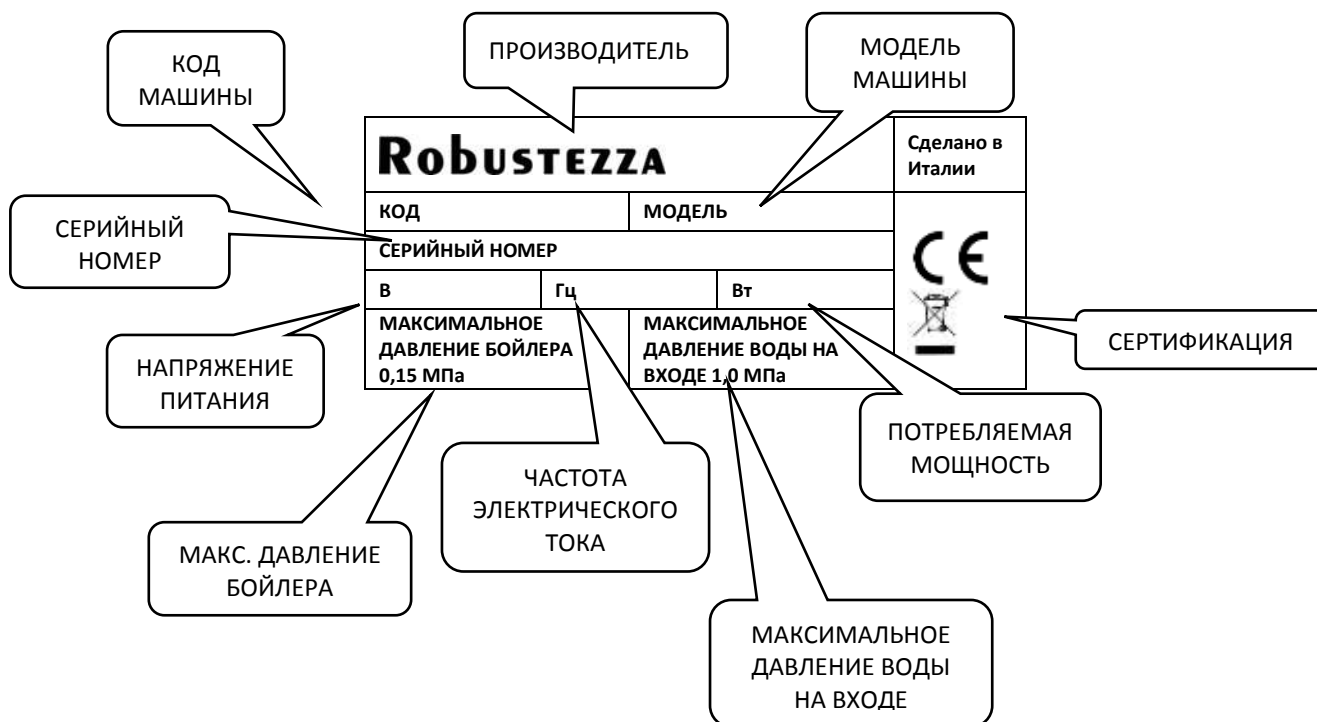 КОД
МАШИНЫ
ПРОИЗВОДИТЕЛЬ
МОДЕЛЬ
МАШИНЫ
Robustezza
Сделано в
Италии
КОД
МОДЕЛЬ
СЕРИЙНЫЙ
НОМЕР
СЕРИЙНЫЙ НОМЕР
CE
В
Гц
Вт
МАКСИМАЛЬНОЕ
ДАВЛЕНИЕ БОЙЛЕРА
0,15 МПа
МАКСИМАЛЬНОЕ
ДАВЛЕНИЕ ВОДЫ НА
ВХОДЕ 1,0 МПа
СЕРТИФИКАЦИЯ
НАПРЯЖЕНИЕ
ПИТАНИЯ
ПОТРЕБЛЯЕМАЯ
МОЩНОСТЬ
ЧАСТОТА
ЭЛЕКТРИЧЕСКОГО
ТОКА
МАКС. ДАВЛЕНИЕ
БОЙЛЕРА
МАКСИМАЛЬНОЕ
ДАВЛЕНИЕ ВОДЫ
НА ВХОДЕ